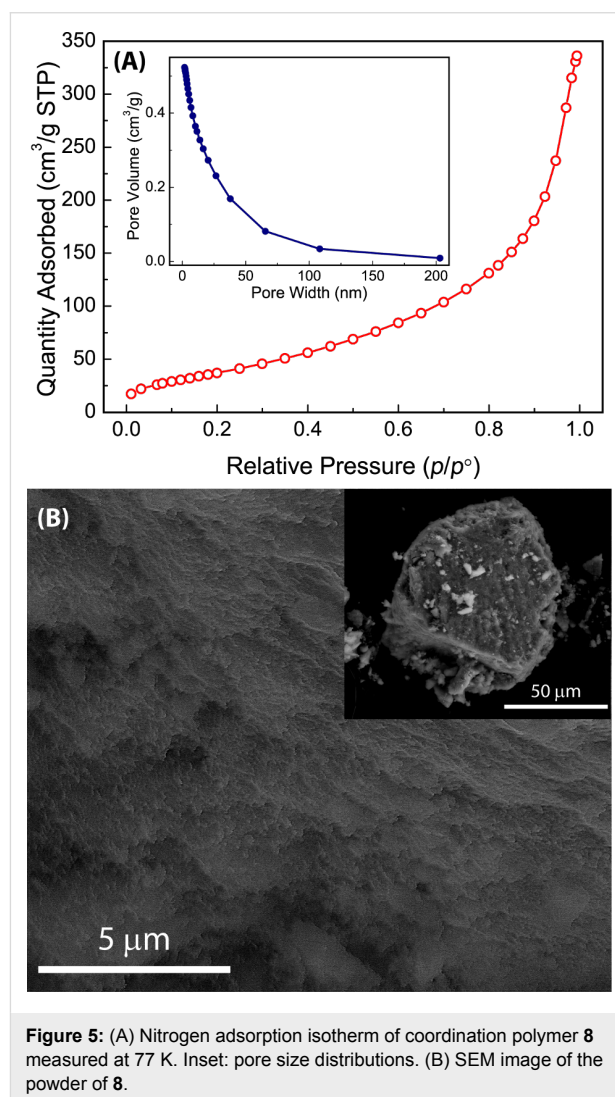 350
300
250
200
150
100
50
0
Quantity Adsorbed (cm³/g STP)
(A)
0.4
0.2
0.0
Pore Volume (cm³/g)
0 50 100 150 200
Pore Width (nm)
0.0 0.2 0.4 0.6 0.8 1.0
Relative Pressure (p/p°)
(B)
50 μm
5 μm
Figure 5: (A) Nitrogen adsorption isotherm of coordination polymer 8
measured at 77 K. Inset: pore size distributions. (B) SEM image of the
powder of 8.